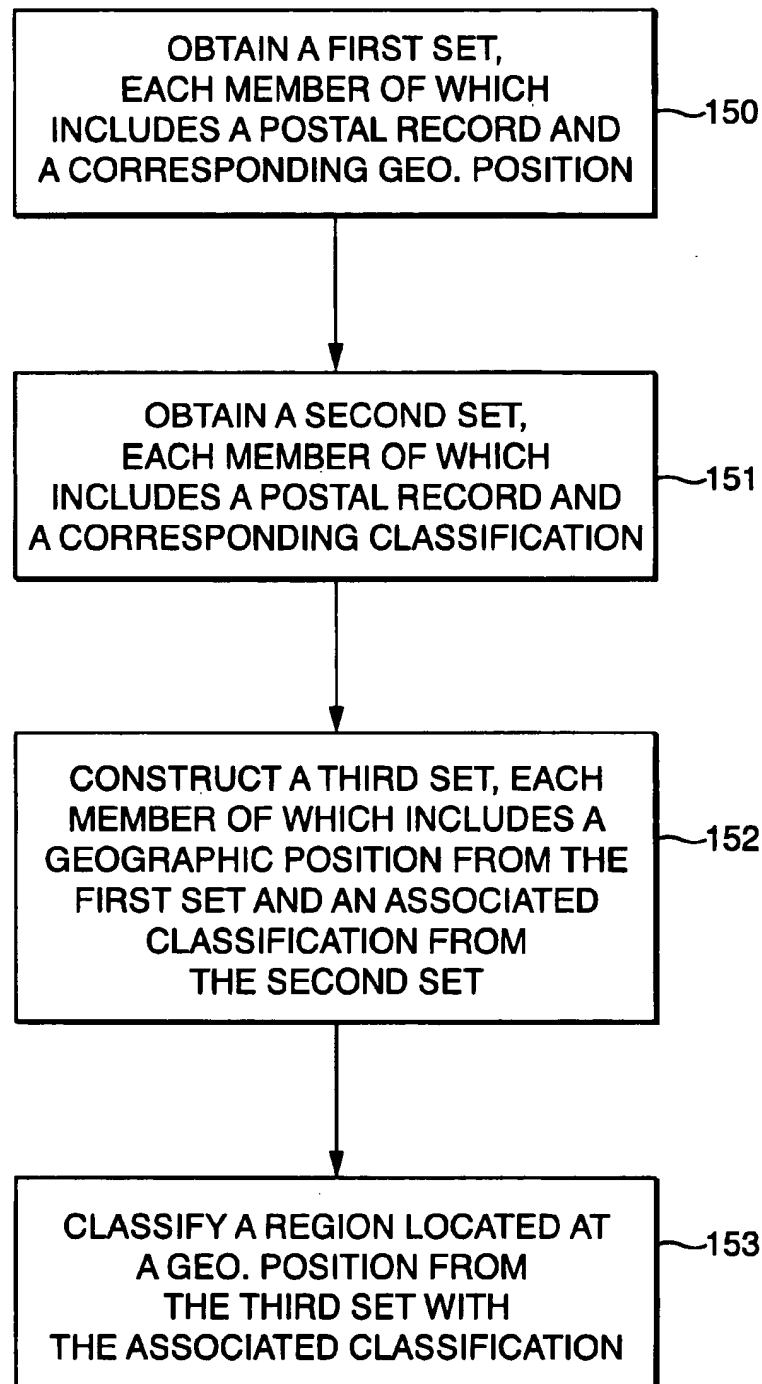 OBTAIN A FIRST SET,
EACH MEMBER OF WHICH
INCLUDES A POSTAL RECORD AND
A CORRESPONDING GEO. POSITION
150
OBTAIN A SECOND SET,
EACH MEMBER OF WHICH
INCLUDES A POSTAL RECORD AND
A CORRESPONDING CLASSIFICATION
151
CONSTRUCT A THIRD SET, EACH
MEMBER OF WHICH INCLUDES A
GEOGRAPHIC POSITION FROM THE
FIRST SET AND AN ASSOCIATED
CLASSIFICATION FROM
THE SECOND SET
152
CLASSIFY A REGION LOCATED AT
A GEO. POSITION FROM
THE THIRD SET WITH
THE ASSOCIATED CLASSIFICATION
153